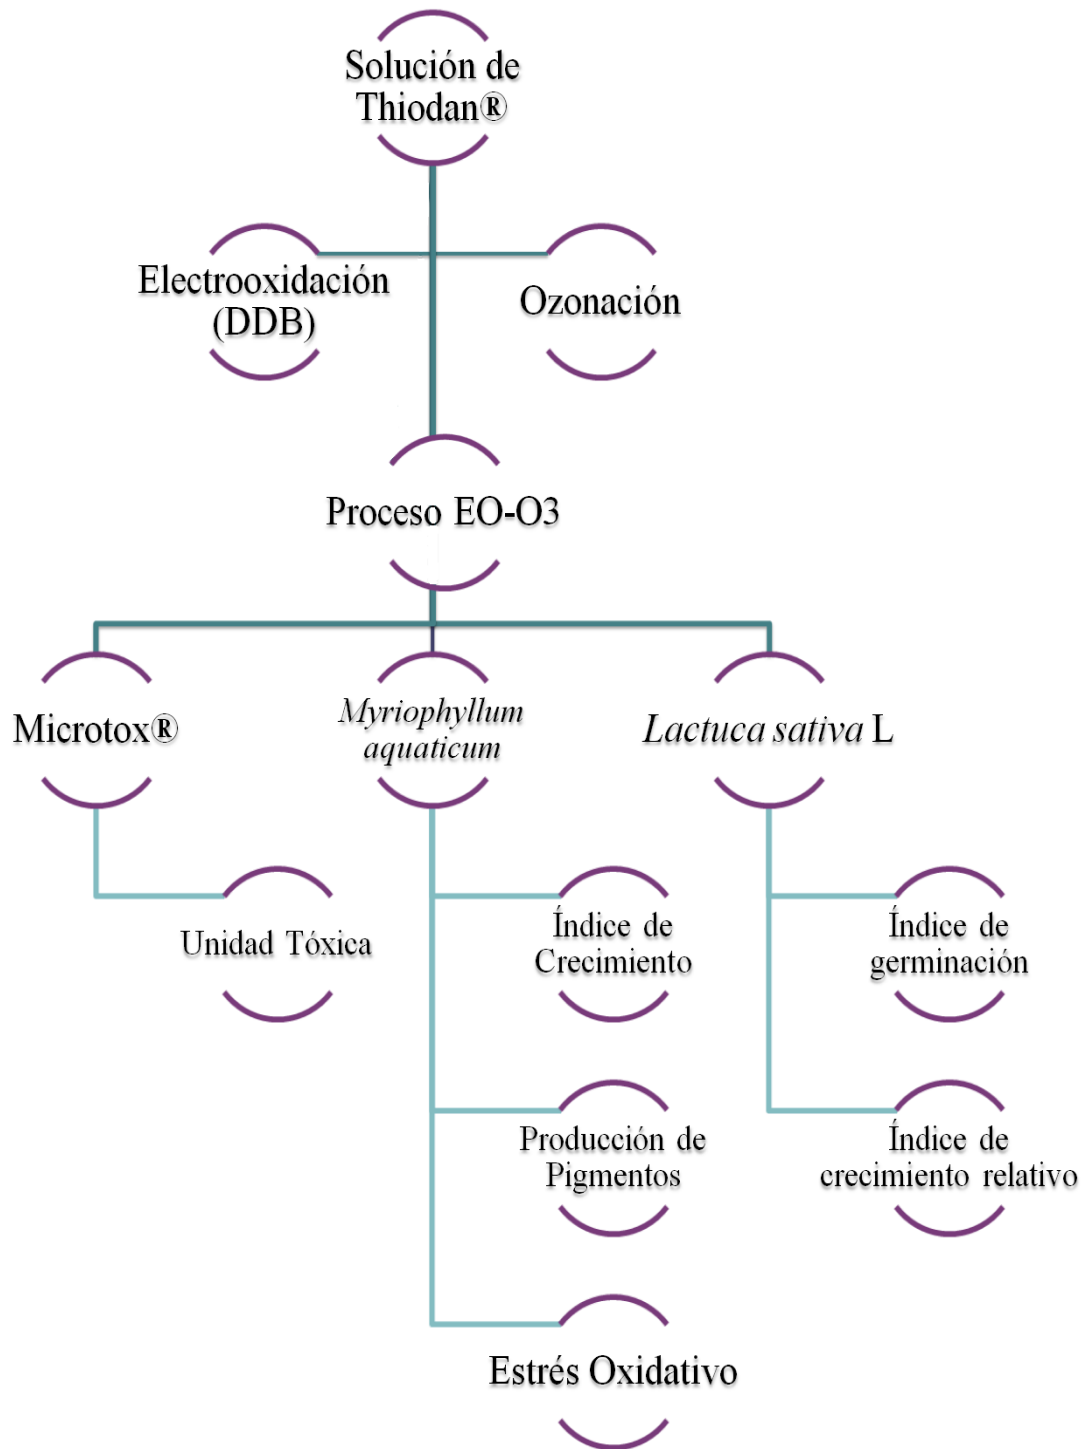 Solución de
Thiodan®
Electrooxidación
(DDB)
Ozonación
Proceso EO-O3
Microtox®
Myriophyllum
aquaticum
Lactuca sativa L
Unidad Tóxica
Índice de
Crecimiento
Índice de
germinación
Producción de
Pigmentos
Índice de
crecimiento relativo
Estrés Oxidativo